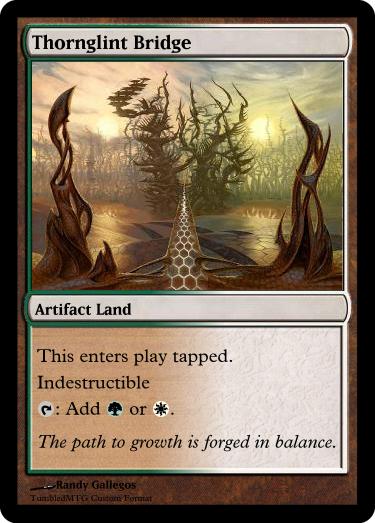 Thornglint Bridge
Artifact Land
This enters play tapped.
Indestructible
: Add or .
The path to growth is forged in balance.
Randy Gallegos
TumbledMTG Custom Format